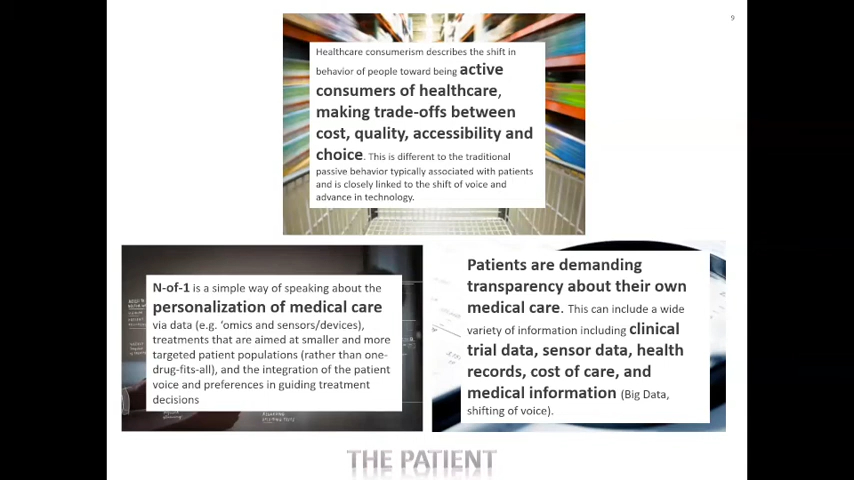 9
Healthcare consumerism describes the shift in
behavior of people toward being active
consumers of healthcare,
making trade-offs between
cost, quality, accessibility and
choice. This is different to the traditional
passive behavior typically associated with patients
and is closely linked to the shift of voice and
advance in technology.
N-of-1 is a simple way of speaking about the
personalization of medical care
via data (e.g. ‘omics and sensors/devices),
treatments that are aimed at smaller and more
targeted patient populations (rather than one-
drug-fits-all), and the integration of the patient
voice and preferences in guiding treatment
decisions
Patients are demanding
transparency about their own
medical care. This can include a wide
variety of information including clinical
trial data, sensor data, health
records, cost of care, and
medical information (Big Data,
shifting of voice).
THE PATIENT